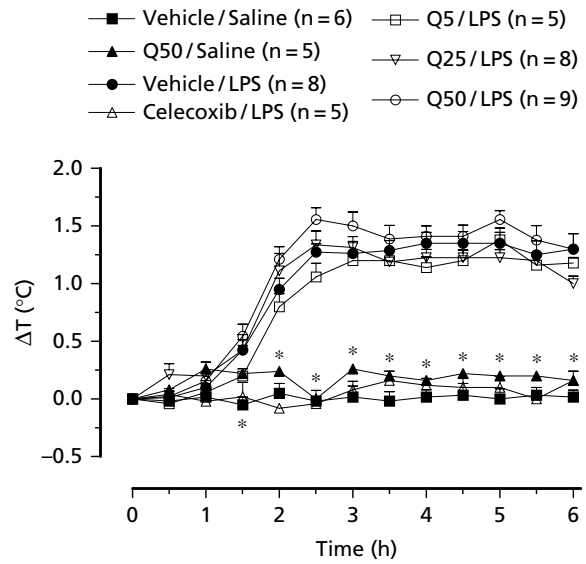 Vehicle/Saline (n=6)
Q50/Saline (n=5)
Vehicle/LPS (n=8)
Celecoxib/LPS (n=5)
Q5/LPS (n=5)
Q25/LPS (n=8)
Q50/LPS (n=9)
2.0
1.5
1.0
0.5
0.0
–0.5
ΔT (°C)
* * * * * * * * *
*
0 1 2 3 4 5 6
Time (h)